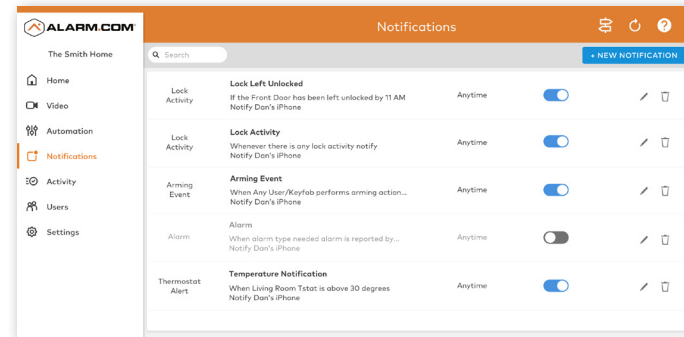 ALARM.COM
Notifications
?
The Smith Home
Search
+ NEW NOTIFICATION
Home
Video
Automation
Notifications
Activity
Users
Settings
Lock
Activity
Lock Left Unlocked
If the Front Door has been left unlocked by 11 AM
Notify Dan's iPhone
Anytime
Lock
Activity
Lock Activity
Whenever there is any lock activity notify
Notify Dan's iPhone
Anytime
Arming
Event
Arming Event
When Any User/Keyfob performs arming action...
Notify Dan's iPhone
Anytime
Alarm
Alarm
When alarm type needed alarm is reported by...
Notify Dan's iPhone
Anytime
Thermostat
Alert
Temperature Notification
When Living Room Tstat is above 30 degrees
Notify Dan's iPhone
Anytime